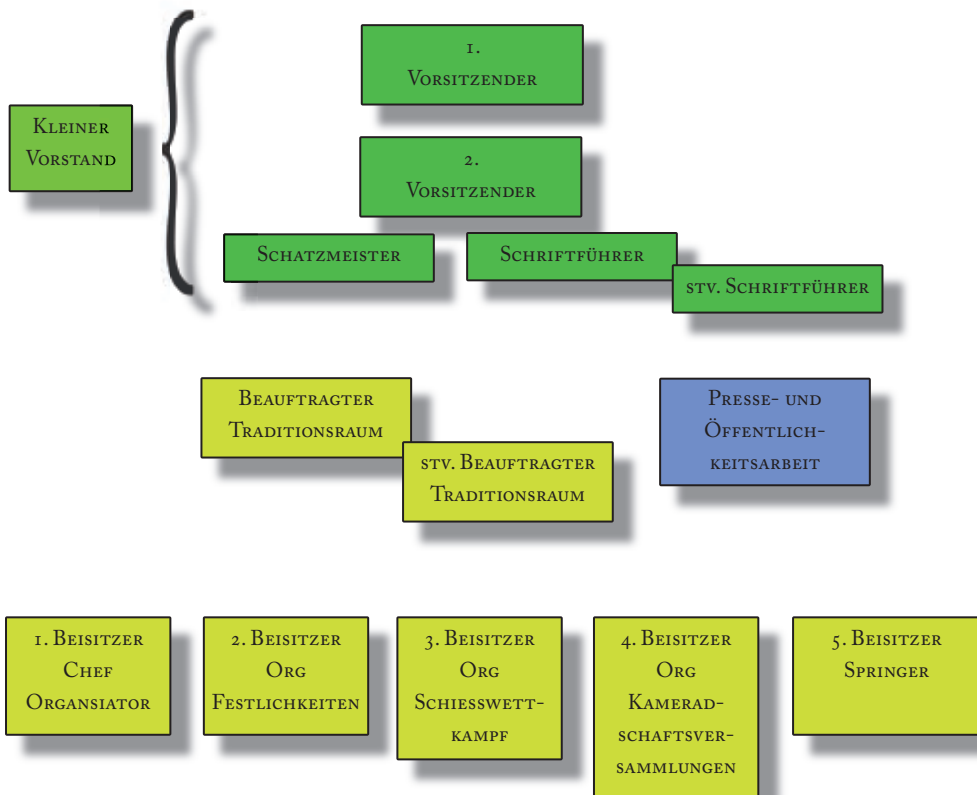 1.
Vorsitzender
Kleiner
Vorstand
2.
Vorsitzender
Schatzmeister
Schriftführer
stv. Schriftführer
Beauftragter
Traditionsraum
stv. Beauftragter
Traditionsraum
Presse- und
Öffentlich-
keitsarbeit
1. Beisitzer
Chef
Organsiator
2. Beisitzer
Org
Festlichkeiten
3. Beisitzer
Org
Schiesswett-
kampf
4. Beisitzer
Org
Kamerad-
schaftsver-
sammlungen
5. Beisitzer
Springer